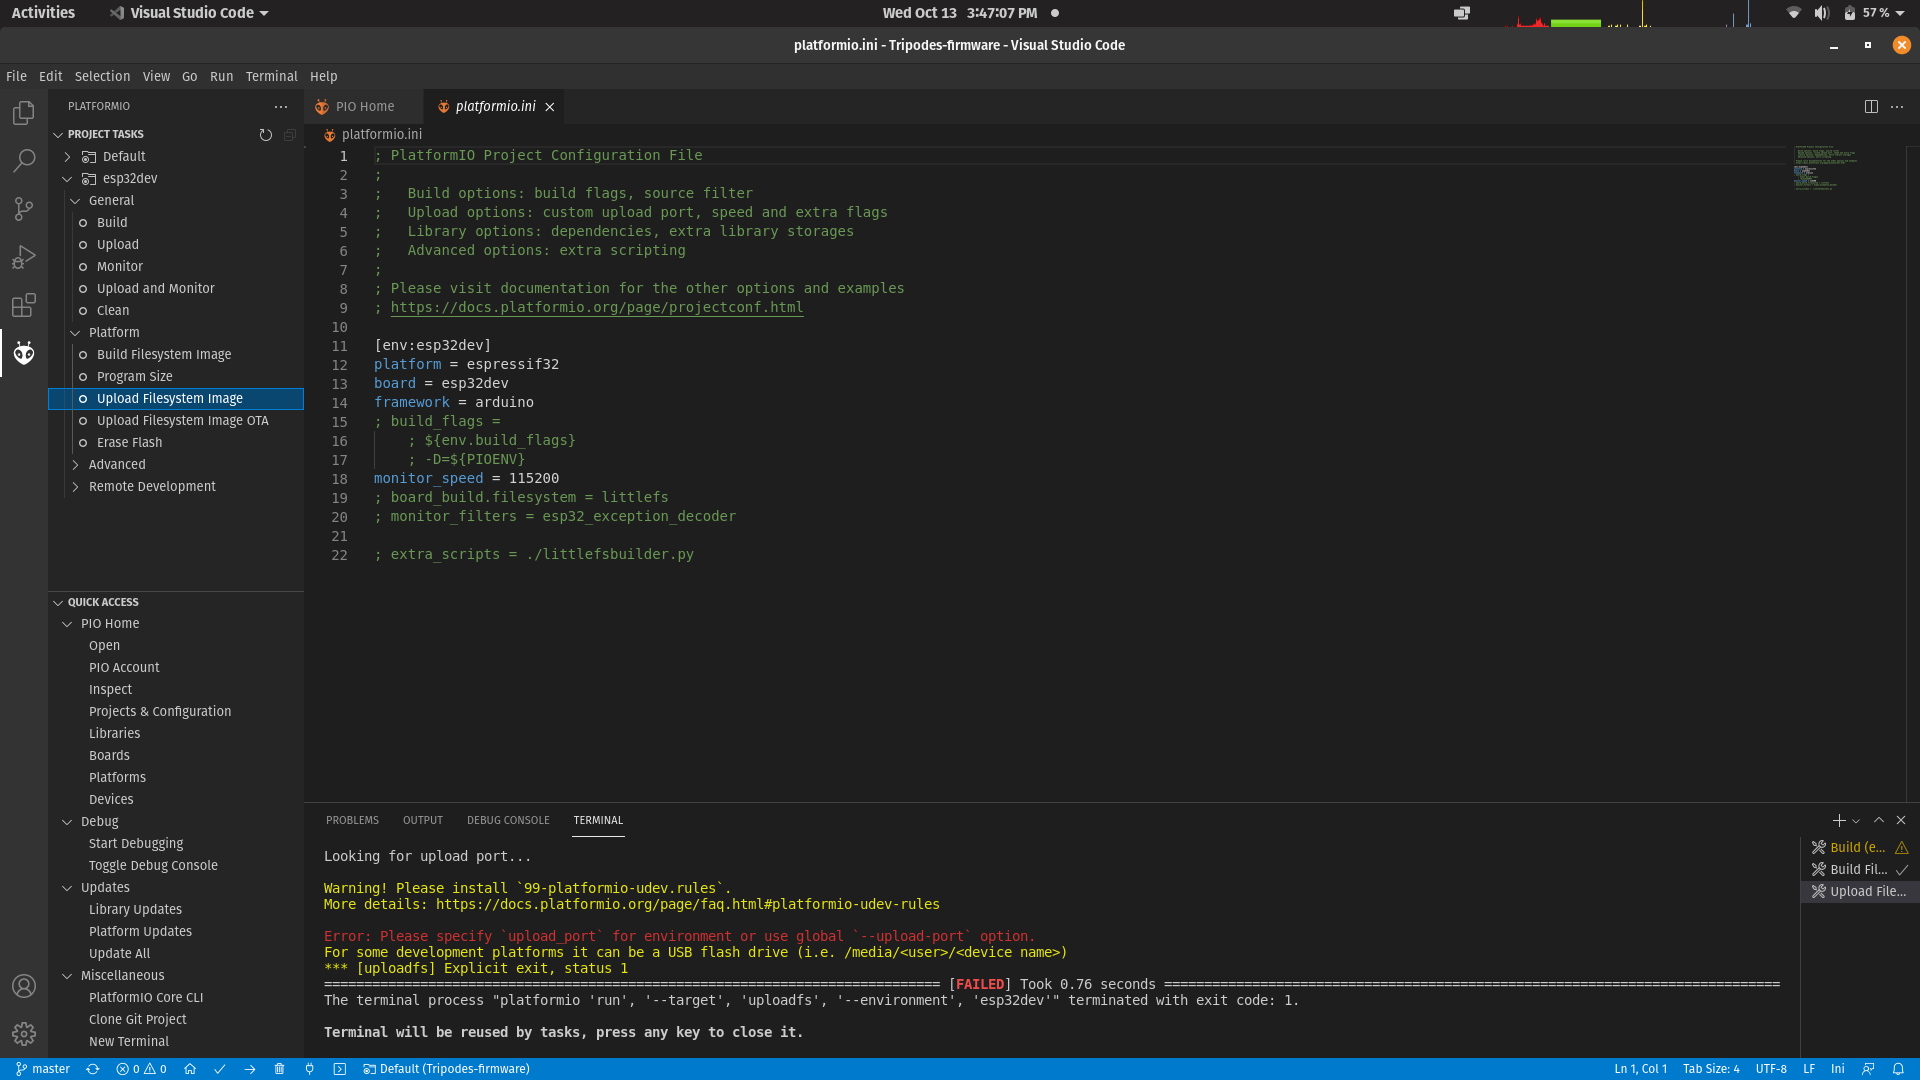 Activities
Visual Studio Code
Wed Oct 13 3:47:07 PM
57 %
platformio.ini - Tripodes-firmware - Visual Studio Code
File Edit Selection View Go Run Terminal Help
PLATFORMIO
PROJECT TASKS
Default
esp32dev
General
Build
Upload
Monitor
Upload and Monitor
Clean
Platform
Build Filesystem Image
Program Size
Upload Filesystem Image
Upload Filesystem Image OTA
Erase Flash
Advanced
Remote Development
QUICK ACCESS
PIO Home
Open
PIO Account
Inspect
Projects & Configuration
Libraries
Boards
Platforms
Devices
Debug
Start Debugging
Toggle Debug Console
Updates
Library Updates
Platform Updates
Update All
Miscellaneous
PlatformIO Core CLI
Clone Git Project
New Terminal
PIO Home
platformio.ini
platformio.ini
1 ; PlatformIO Project Configuration File
2 ;
3 ;   Build options: build flags, source filter
4 ;   Upload options: custom upload port, speed and extra flags
5 ;   Library options: dependencies, extra library storages
6 ;   Advanced options: extra scripting
7 ;
8 ; Please visit documentation for the other options and examples
9 ; https://docs.platformio.org/page/projectconf.html
10
11 [env:esp32dev]
12 platform = espressif32
13 board = esp32dev
14 framework = arduino
15 ; build_flags =
16     ; ${env.build_flags}
17     ; -D=${PIOENV}
18 monitor_speed = 115200
19 ; board_build.filesystem = littlefs
20 ; monitor_filters = esp32_exception_decoder
21
22 ; extra_scripts = ./littlefsbuilder.py
PROBLEMS OUTPUT DEBUG CONSOLE TERMINAL
Looking for upload port...
Warning! Please install `99-platformio-udev.rules`.
More details: https://docs.platformio.org/page/faq.html#platformio-udev-rules
Error: Please specify `upload_port` for environment or use global `--upload-port` option.
For some development platforms it can be a USB flash drive (i.e. /media/<user>/<device name>)
*** [uploadfs] Explicit exit, status 1
============================================================================= [FAILED] Took 0.76 seconds =============================================================================
The terminal process "platformio 'run', '--target', 'uploadfs', '--environment', 'esp32dev'" terminated with exit code: 1.
Terminal will be reused by tasks, press any key to close it.
Build (e...
Build Fil...
Upload File...
master
0
0
Default (Tripodes-firmware)
Ln 1, Col 1
Tab Size: 4
UTF-8
LF
Ini